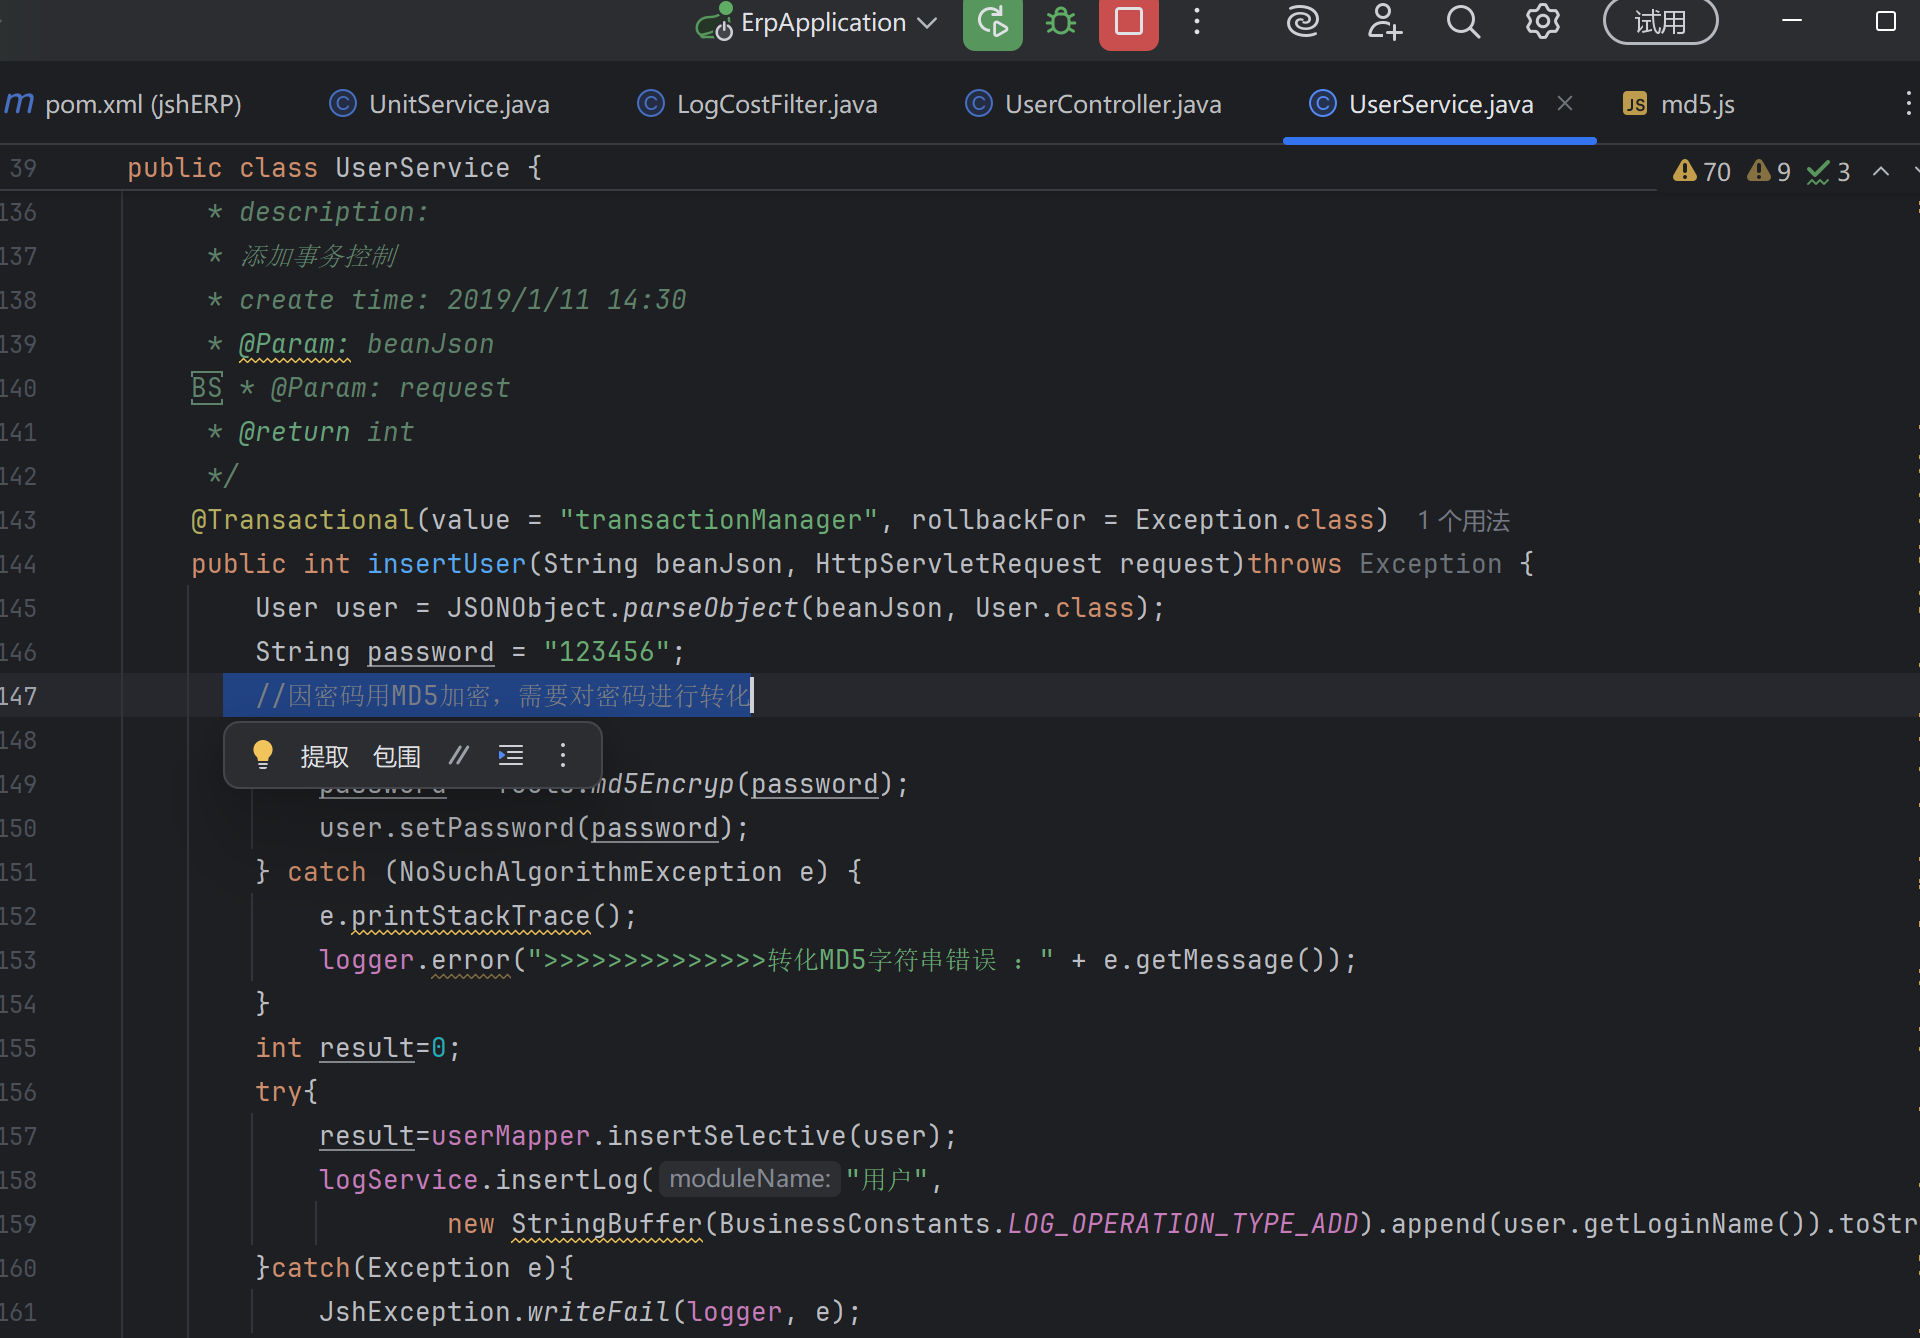 ErpApplication
试用
pom.xml (jshERP)
UnitService.java
LogCostFilter.java
UserController.java
UserService.java
JS md5.js
39 public class UserService {
70 9 3
136 * description:
137 * 添加事务控制
138 * create time: 2019/1/11 14:30
139 * @Param: beanJson
140 BS * @Param: request
141 * @return int
142 */
143 @Transactional(value = "transactionManager", rollbackFor = Exception.class) 1 个用法
144 public int insertUser(String beanJson, HttpServletRequest request)throws Exception {
145 User user = JSONObject.parseObject(beanJson, User.class);
146 String password = "123456";
147 //因密码用MD5加密，需要对密码进行转化
148
提取 包围
149 md5Encryp(password);
150 user.setPassword(password);
151 } catch (NoSuchAlgorithmException e) {
152 e.printStackTrace();
153 logger.error(">>>>>>>>>>>>>>转化MD5字符串错误 ：" + e.getMessage());
154 }
155 int result=0;
156 try{
157 result=userMapper.insertSelective(user);
158 logService.insertLog( moduleName: "用户",
159 new StringBuffer(BusinessConstants.LOG_OPERATION_TYPE_ADD).append(user.getLoginName()).toStr
160 }catch(Exception e){
161 JshException.writeFail(logger, e);